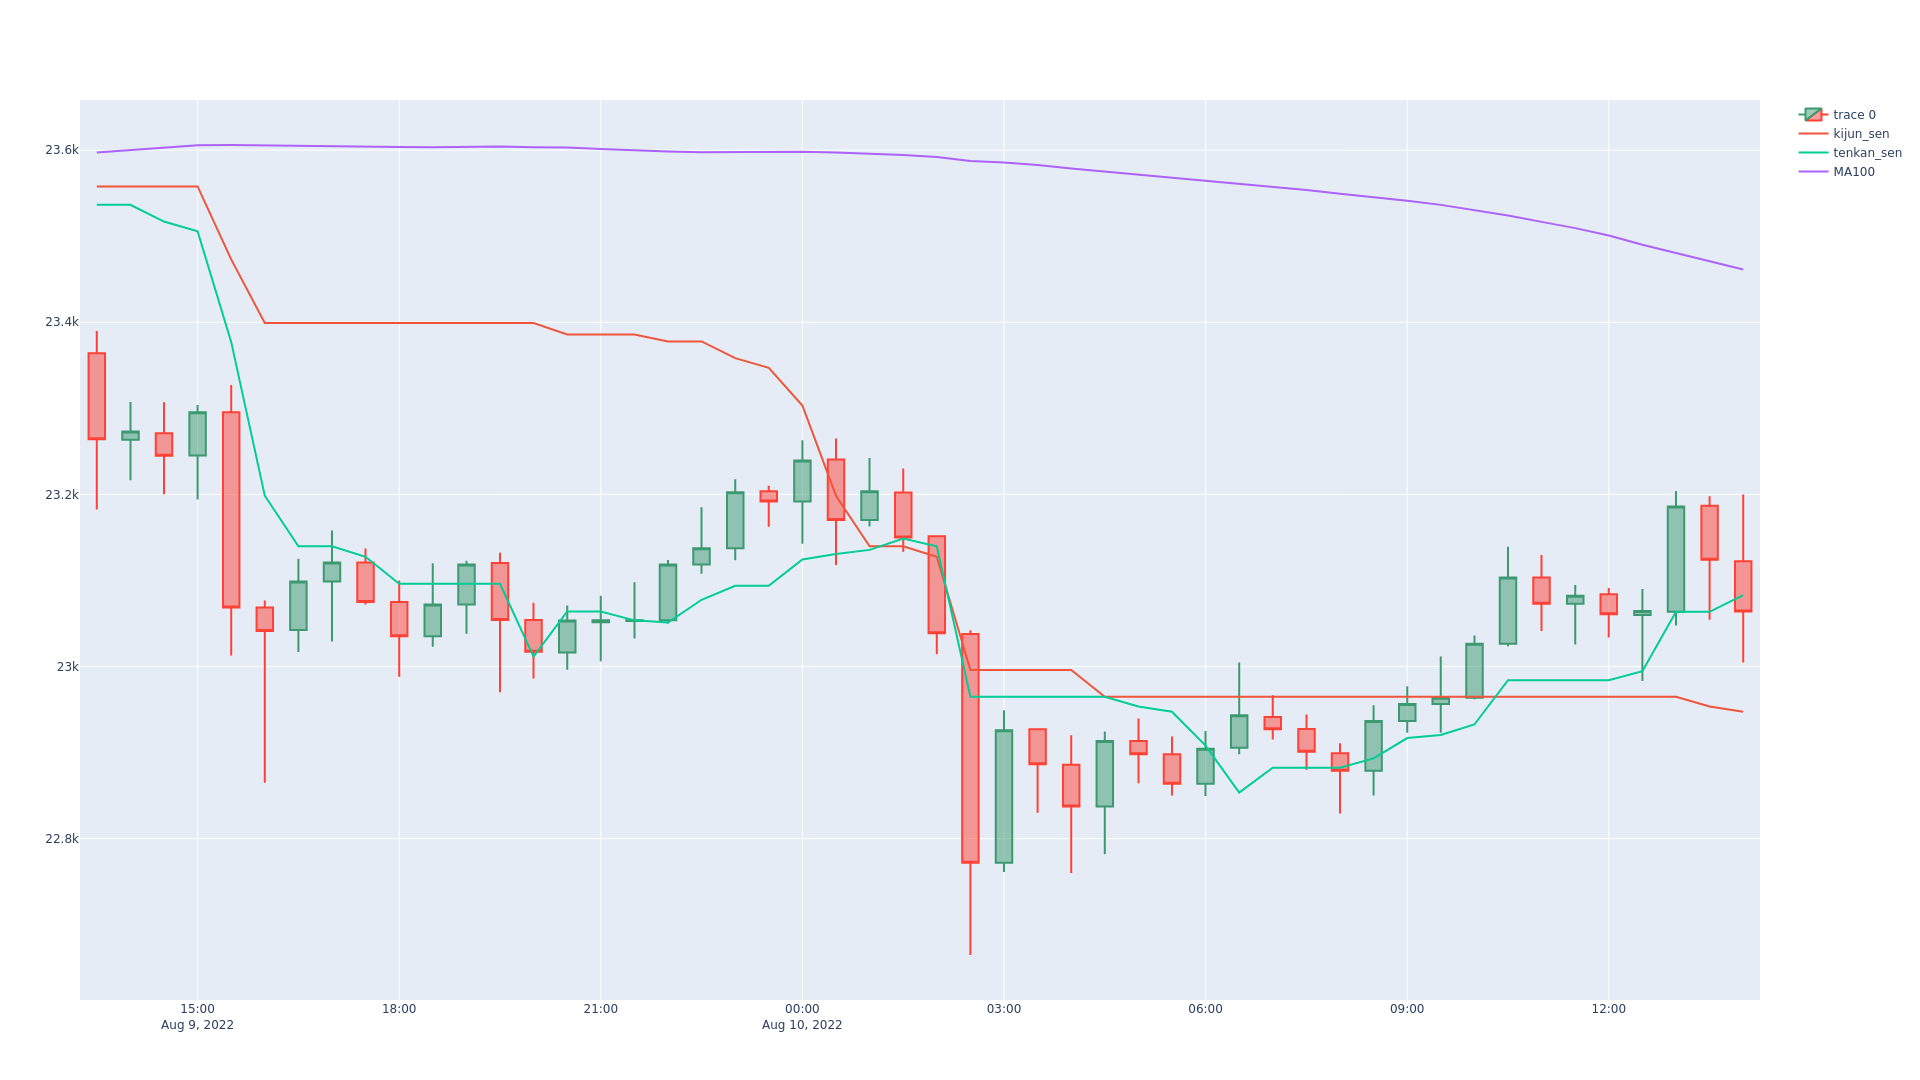 trace 0
kijun_sen
tenkan_sen
MA100
23.6k
23.4k
23.2k
23k
22.8k
15:00
Aug 9, 2022
18:00
21:00
00:00
Aug 10, 2022
03:00
06:00
09:00
12:00